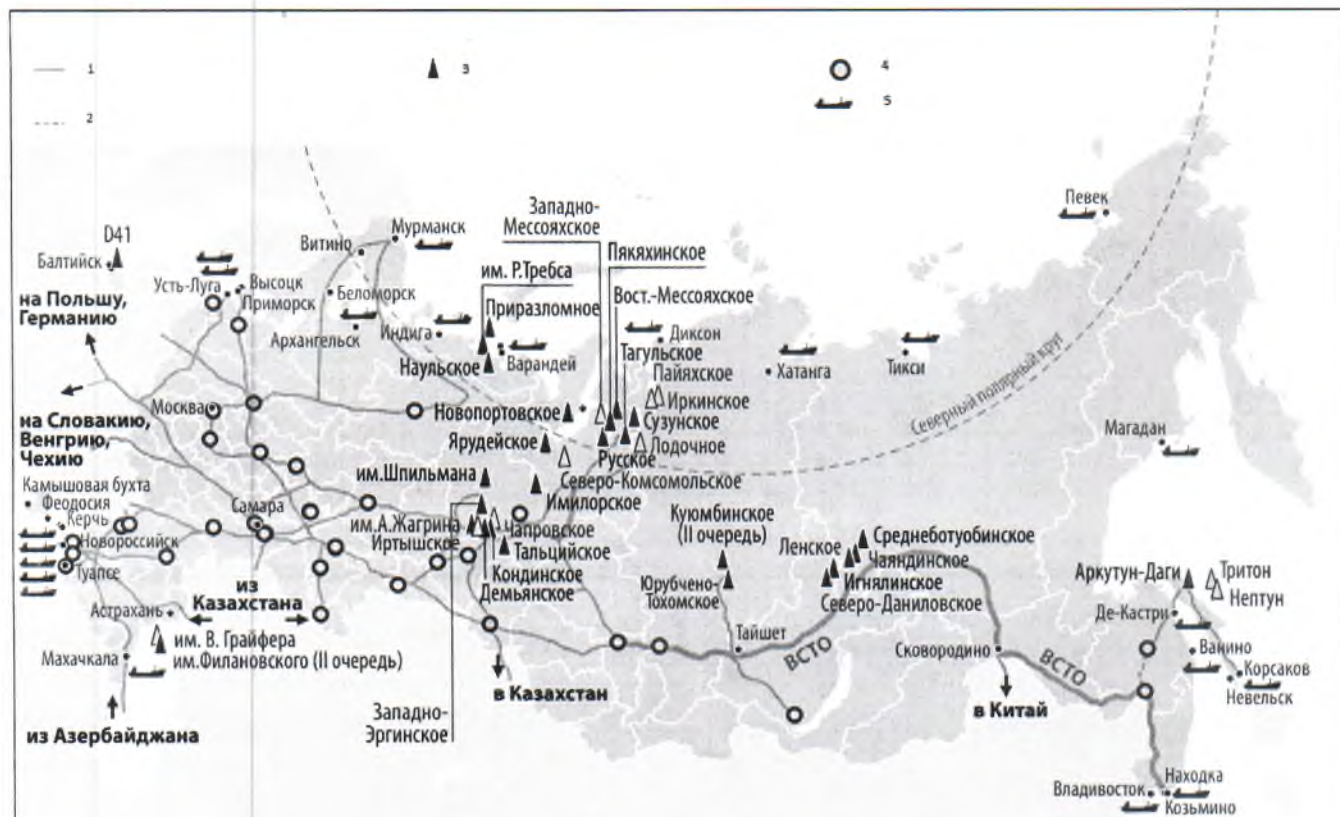 1
2
3
4
5
Певек
Западно-
Мессояхское
Мурманск
Витино
D41
Балтийск
Пякяхинское
им. Р.Требса
Вост.-Мессояхское
Усть-Луга
Высоцк
Приморск
на Польшу,
Германию
Беломорск
Приразломное
Архангельск
Индига
Диксон
Варандей
Тагульское
Наульское
Хатанга
Тикси
Северный полярный круг
Пайяхское
Иркинское
Москва
Новопортовское
Сузунское
на Словакию,
Венгрию,
Чехию
Магадан
Ярудейское
Лодочное
Русское
им.Шпильмана
Северо-Комсомольское
Камышовая бухта
Феодосия
Имилорское
Самара
Керчь
Новороссийск
им.А.Жагрина
Чапровское
Куюмбинское
(II очередь)
Иртышское
Тальцийское
Среднеботуобинское
Ленское
Чаяндинское
Туапсе
Кондинское
Игнялинское
Аркутун-Даги
Тритон
Нептун
Демьянское
Юрубчено-
Тохомское
Северо-Даниловское
из
Казахстана
Астрахань
Де-Кастри
им. В. Грайфера
им.Филановского (II очередь)
Тайшет
ВСТО
Сковородино
ВСТО
Ванино
Махачкала
Корсаков
Невельск
в Казахстан
в Китай
Западно-
Эргинское
из Азербайджана
Владивосток
Находка
Козьмино